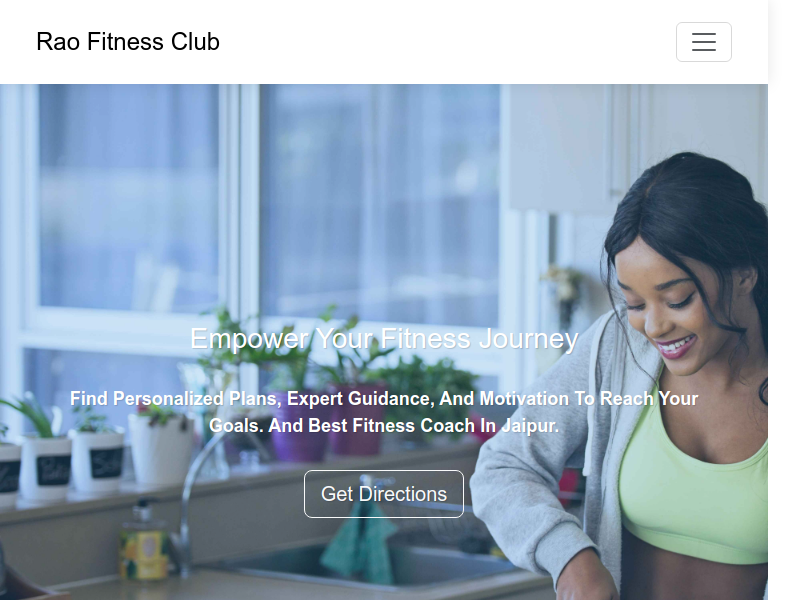 Rao Fitness Club
Empower Your Fitness Journey
Find Personalized Plans, Expert Guidance, And Motivation To Reach Your
Goals. And Best Fitness Coach In Jaipur.
Get Directions